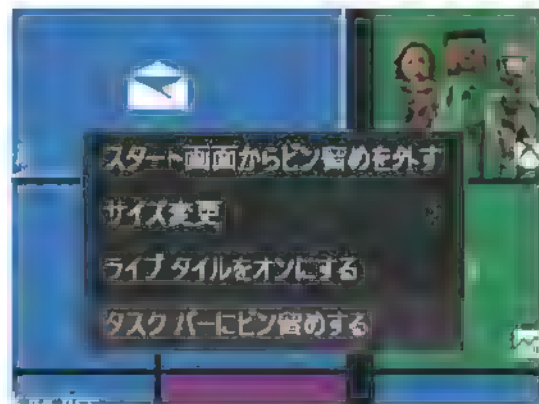 スタート画面からピン留めを外す
サイズ変更
ライブ タイルをオンにする
タスク バーにピン留めする